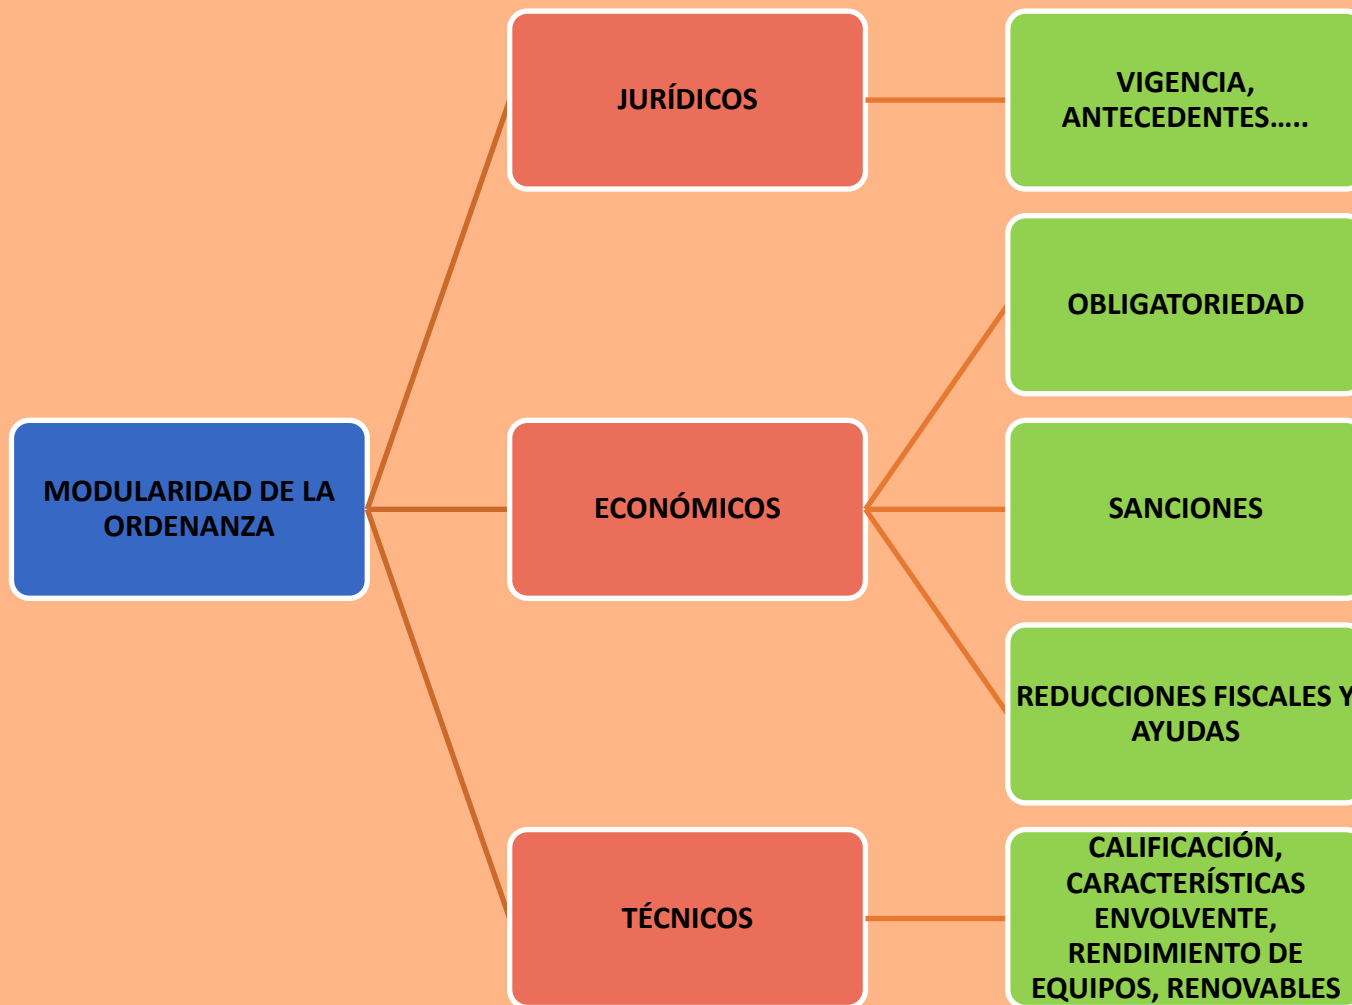 JURÍDICOS
VIGENCIA,
ANTECEDENTES.....
OBLIGATORIEDAD
MODULARIDAD DE LA
ORDENANZA
ECONÓMICOS
SANCIONES
REDUCCIONES FISCALES Y
AYUDAS
TÉCNICOS
CALIFICACIÓN,
CARACTERÍSTICAS
ENVOLVENTE,
RENDIMIENTO DE
EQUIPOS, RENOVABLES